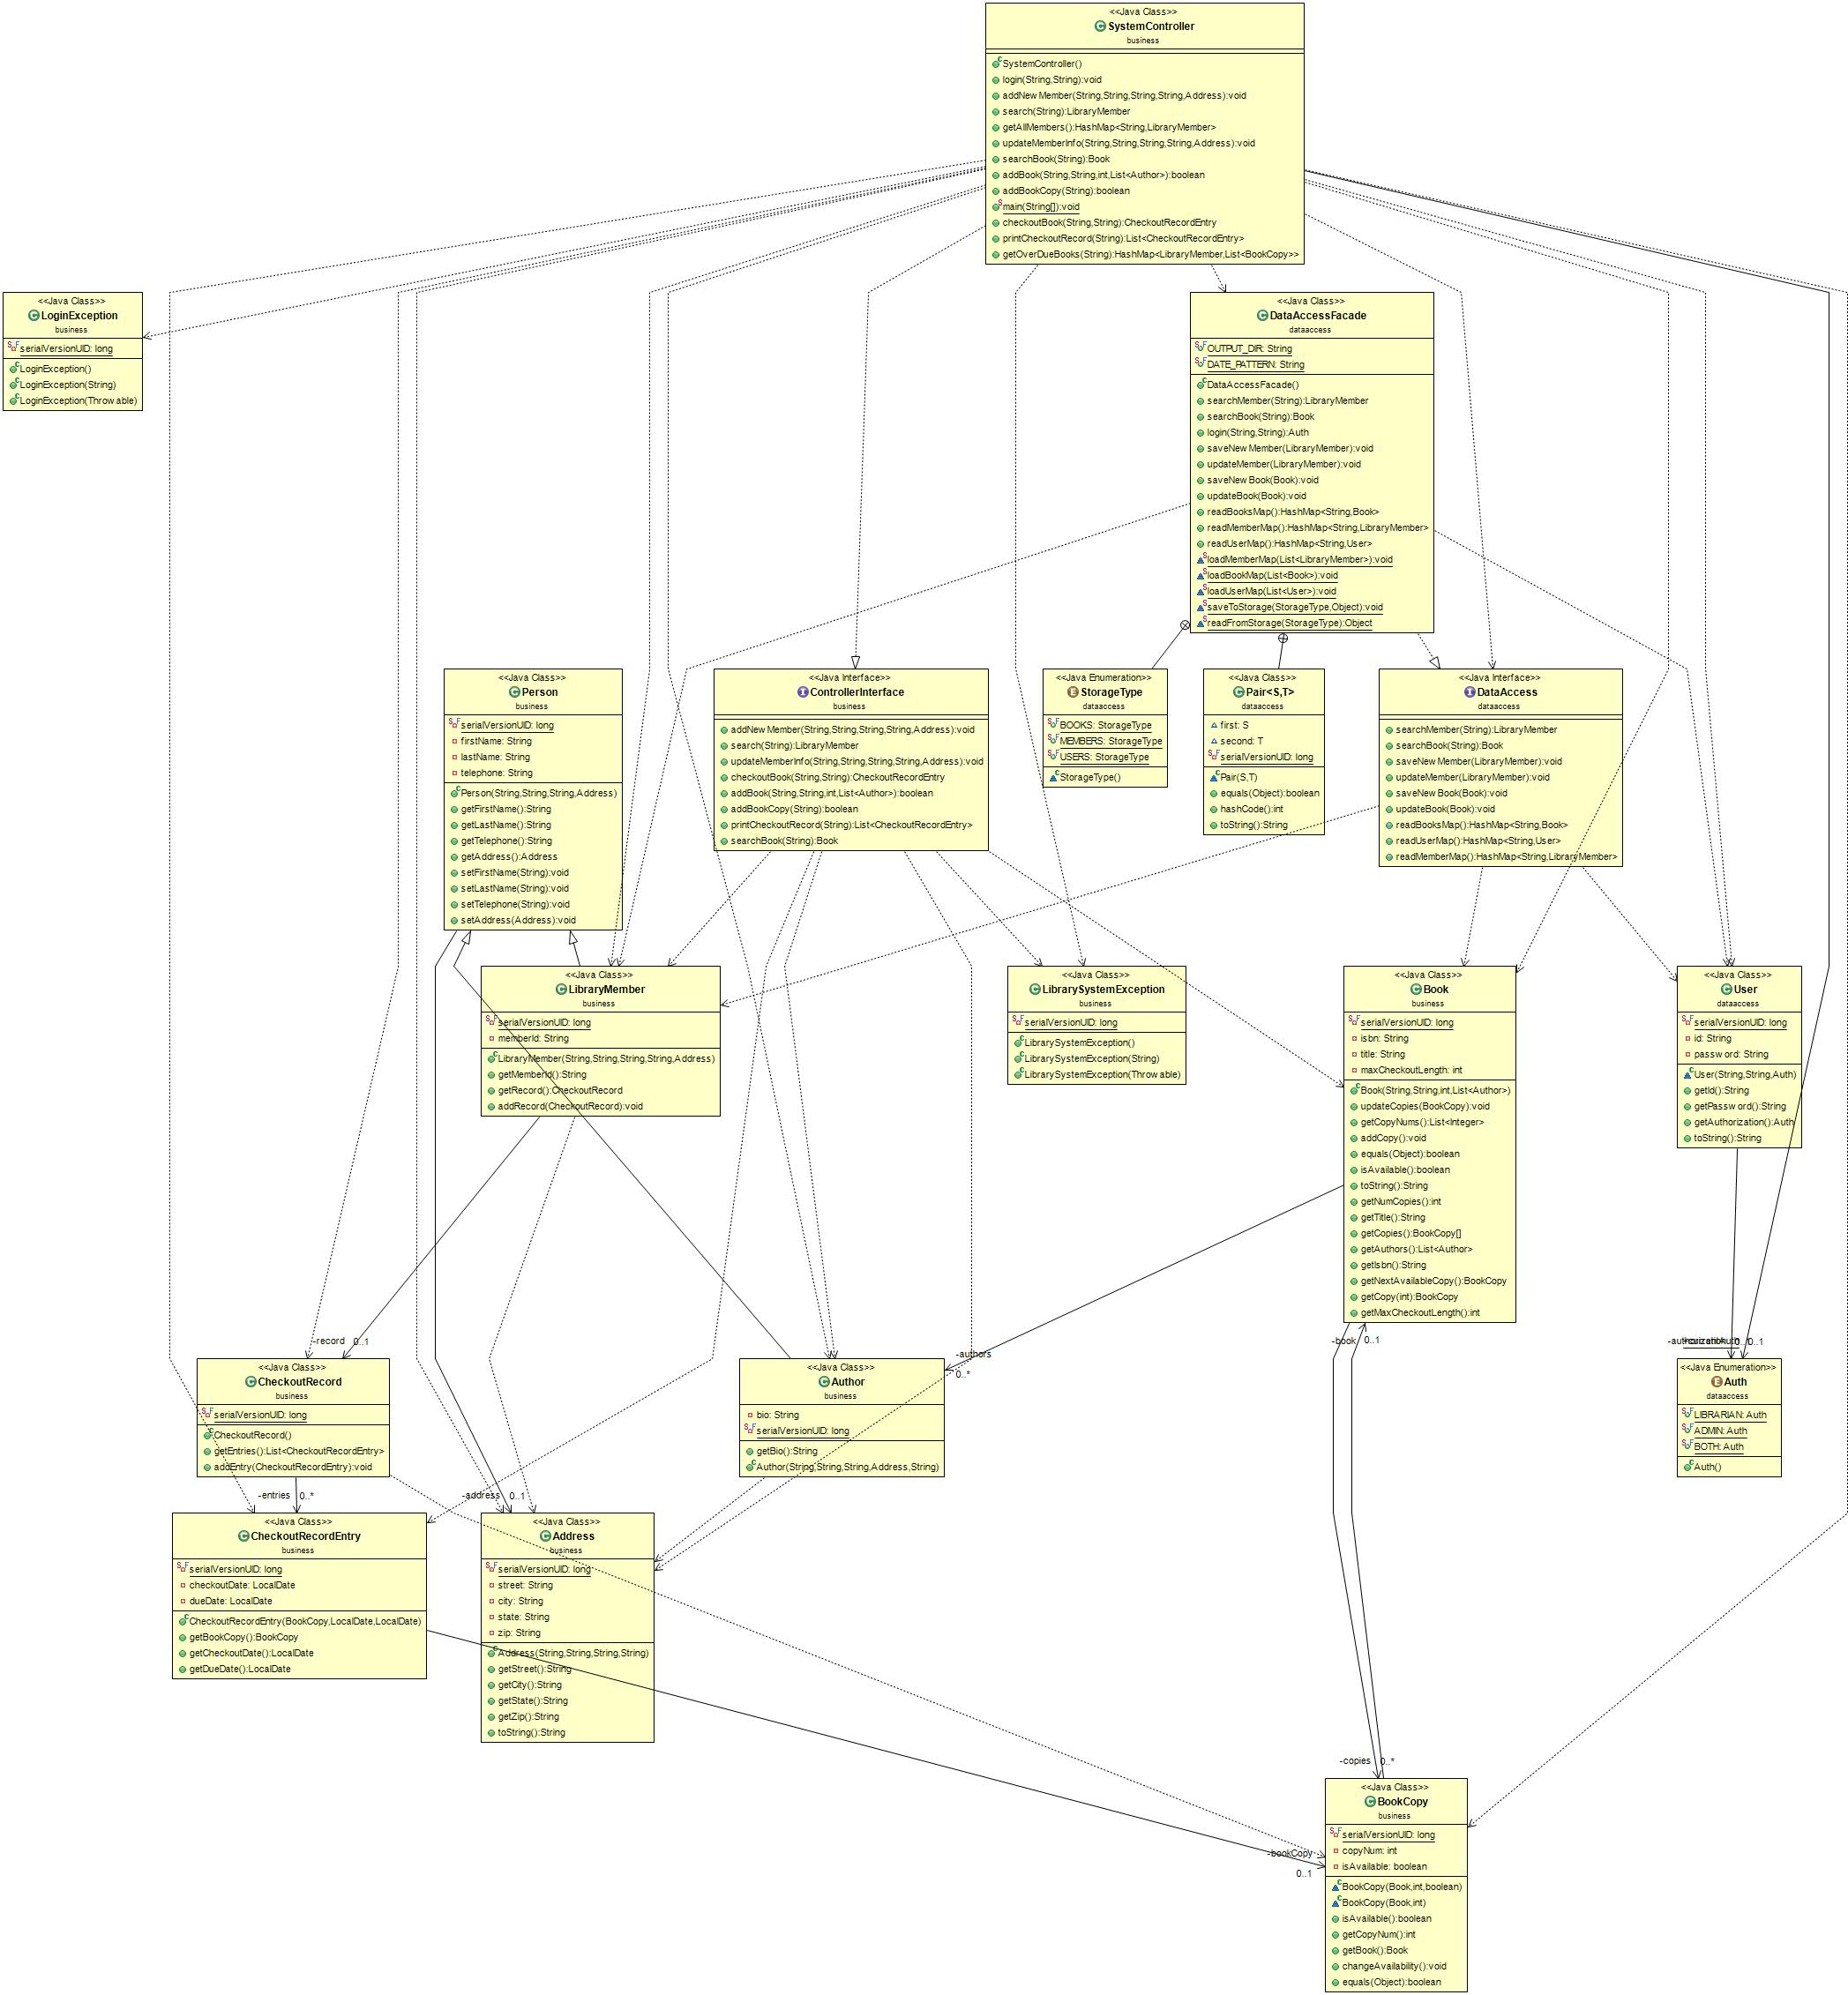 <<Java Class>>
SystemController
business
SystemController()
login(String,String):void
addNewMember(String,String,String,String,Address):void
search(String):LibraryMember
getAllMembers():HashMap<String,LibraryMember>
updateMemberInfo(String,String,String,String,Address):void
searchBook(String):Book
addBook(String,String,int,List<Author>):boolean
addBookCopy(String):boolean
main(String[]):void
checkoutBook(String,String):CheckoutRecordEntry
printCheckoutRecord(String):List<CheckoutRecordEntry>
getOverDueBooks(String):HashMap<LibraryMember,List<BookCopy>>
<<Java Class>>
LoginException
business
serialVersionUID: long
LoginException()
LoginException(String)
LoginException(Throwable)
<<Java Class>>
DataAccessFacade
dataaccess
OUTPUT_DIR: String
DATE_PATTERN: String
DataAccessFacade()
searchMember(String):LibraryMember
searchBook(String):Book
login(String,String):Auth
saveNewMember(LibraryMember):void
updateMember(LibraryMember):void
saveNewBook(Book):void
updateBook(Book):void
readBooksMap():HashMap<String,Book>
readMemberMap():HashMap<String,LibraryMember>
readUserMap():HashMap<String,User>
loadMemberMap(List<LibraryMember>):void
loadBookMap(List<Book>):void
loadUserMap(List<User>):void
saveToStorage(StorageType,Object):void
readFromStorage(StorageType):Object
<<Java Class>>
Person
business
serialVersionUID: long
firstName: String
lastName: String
telephone: String
Person(String,String,String,Address)
getFirstName():String
getLastName():String
getTelephone():String
getAddress():Address
setFirstName(String):void
setLastName(String):void
setTelephone(String):void
setAddress(Address):void
<<Java Interface>>
ControllerInterface
business
addNewMember(String,String,String,String,Address):void
search(String):LibraryMember
updateMemberInfo(String,String,String,String,Address):void
checkoutBook(String,String):CheckoutRecordEntry
addBook(String,String,int,List<Author>):boolean
addBookCopy(String):boolean
printCheckoutRecord(String):List<CheckoutRecordEntry>
searchBook(String):Book
<<Java Enumeration>>
StorageType
dataaccess
BOOKS: StorageType
MEMBERS: StorageType
USERS: StorageType
StorageType()
<<Java Class>>
Pair<S,T>
dataaccess
first: S
second: T
serialVersionUID: long
Pair(S,T)
equals(Object):boolean
hashCode():int
toString():String
<<Java Interface>>
DataAccess
dataaccess
searchMember(String):LibraryMember
searchBook(String):Book
saveNewMember(LibraryMember):void
updateMember(LibraryMember):void
saveNewBook(Book):void
updateBook(Book):void
readBooksMap():HashMap<String,Book>
readUserMap():HashMap<String,User>
readMemberMap():HashMap<String,LibraryMember>
<<Java Class>>
LibraryMember
business
serialVersionUID: long
memberId: String
LibraryMember(String,String,String,String,Address)
getMemberId():String
getRecord():CheckoutRecord
addRecord(CheckoutRecord):void
<<Java Class>>
LibrarySystemException
business
serialVersionUID: long
LibrarySystemException()
LibrarySystemException(String)
LibrarySystemException(Throwable)
<<Java Class>>
Book
business
serialVersionUID: long
isbn: String
title: String
maxCheckoutLength: int
Book(String,String,int,List<Author>)
updateCopies(BookCopy):void
getCopyNums():List<Integer>
addCopy():void
equals(Object):boolean
isAvailable():boolean
toString():String
getNumCopies():int
getTitle():String
getCopies():BookCopy[]
getAuthors():List<Author>
getIsbn():String
getNextAvailableCopy():BookCopy
getCopy(int):BookCopy
getMaxCheckoutLength():int
<<Java Class>>
User
dataaccess
serialVersionUID: long
id: String
password: String
User(String,String,Auth)
getId():String
getPassword():String
getAuthorization():Auth
toString():String
-record 0..1
-authors
0..*
-book 0..1
0..1
<<Java Class>>
CheckoutRecord
business
serialVersionUID: long
CheckoutRecord()
getEntries():List<CheckoutRecordEntry>
addEntry(CheckoutRecordEntry):void
<<Java Class>>
Author
business
bio: String
serialVersionUID: long
getBio():String
Author(String,String,String,Address,String)
<<Java Enumeration>>
Auth
dataaccess
LIBRARIAN: Auth
ADMIN: Auth
BOTH: Auth
Auth()
-entries 0..*
-address 0..1
<<Java Class>>
CheckoutRecordEntry
business
serialVersionUID: long
checkoutDate: LocalDate
dueDate: LocalDate
CheckoutRecordEntry(BookCopy,LocalDate,LocalDate)
getBookCopy():BookCopy
getCheckoutDate():LocalDate
getDueDate():LocalDate
<<Java Class>>
Address
business
serialVersionUID: long
street: String
city: String
state: String
zip: String
Address(String,String,String,String)
getStreet():String
getCity():String
getState():String
getZip():String
toString():String
-copies 0..*
-bookCopy
0..1
<<Java Class>>
BookCopy
business
serialVersionUID: long
copyNum: int
isAvailable: boolean
BookCopy(Book,int,boolean)
BookCopy(Book,int)
isAvailable():boolean
getCopyNum():int
getBook():Book
changeAvailability():void
equals(Object):boolean